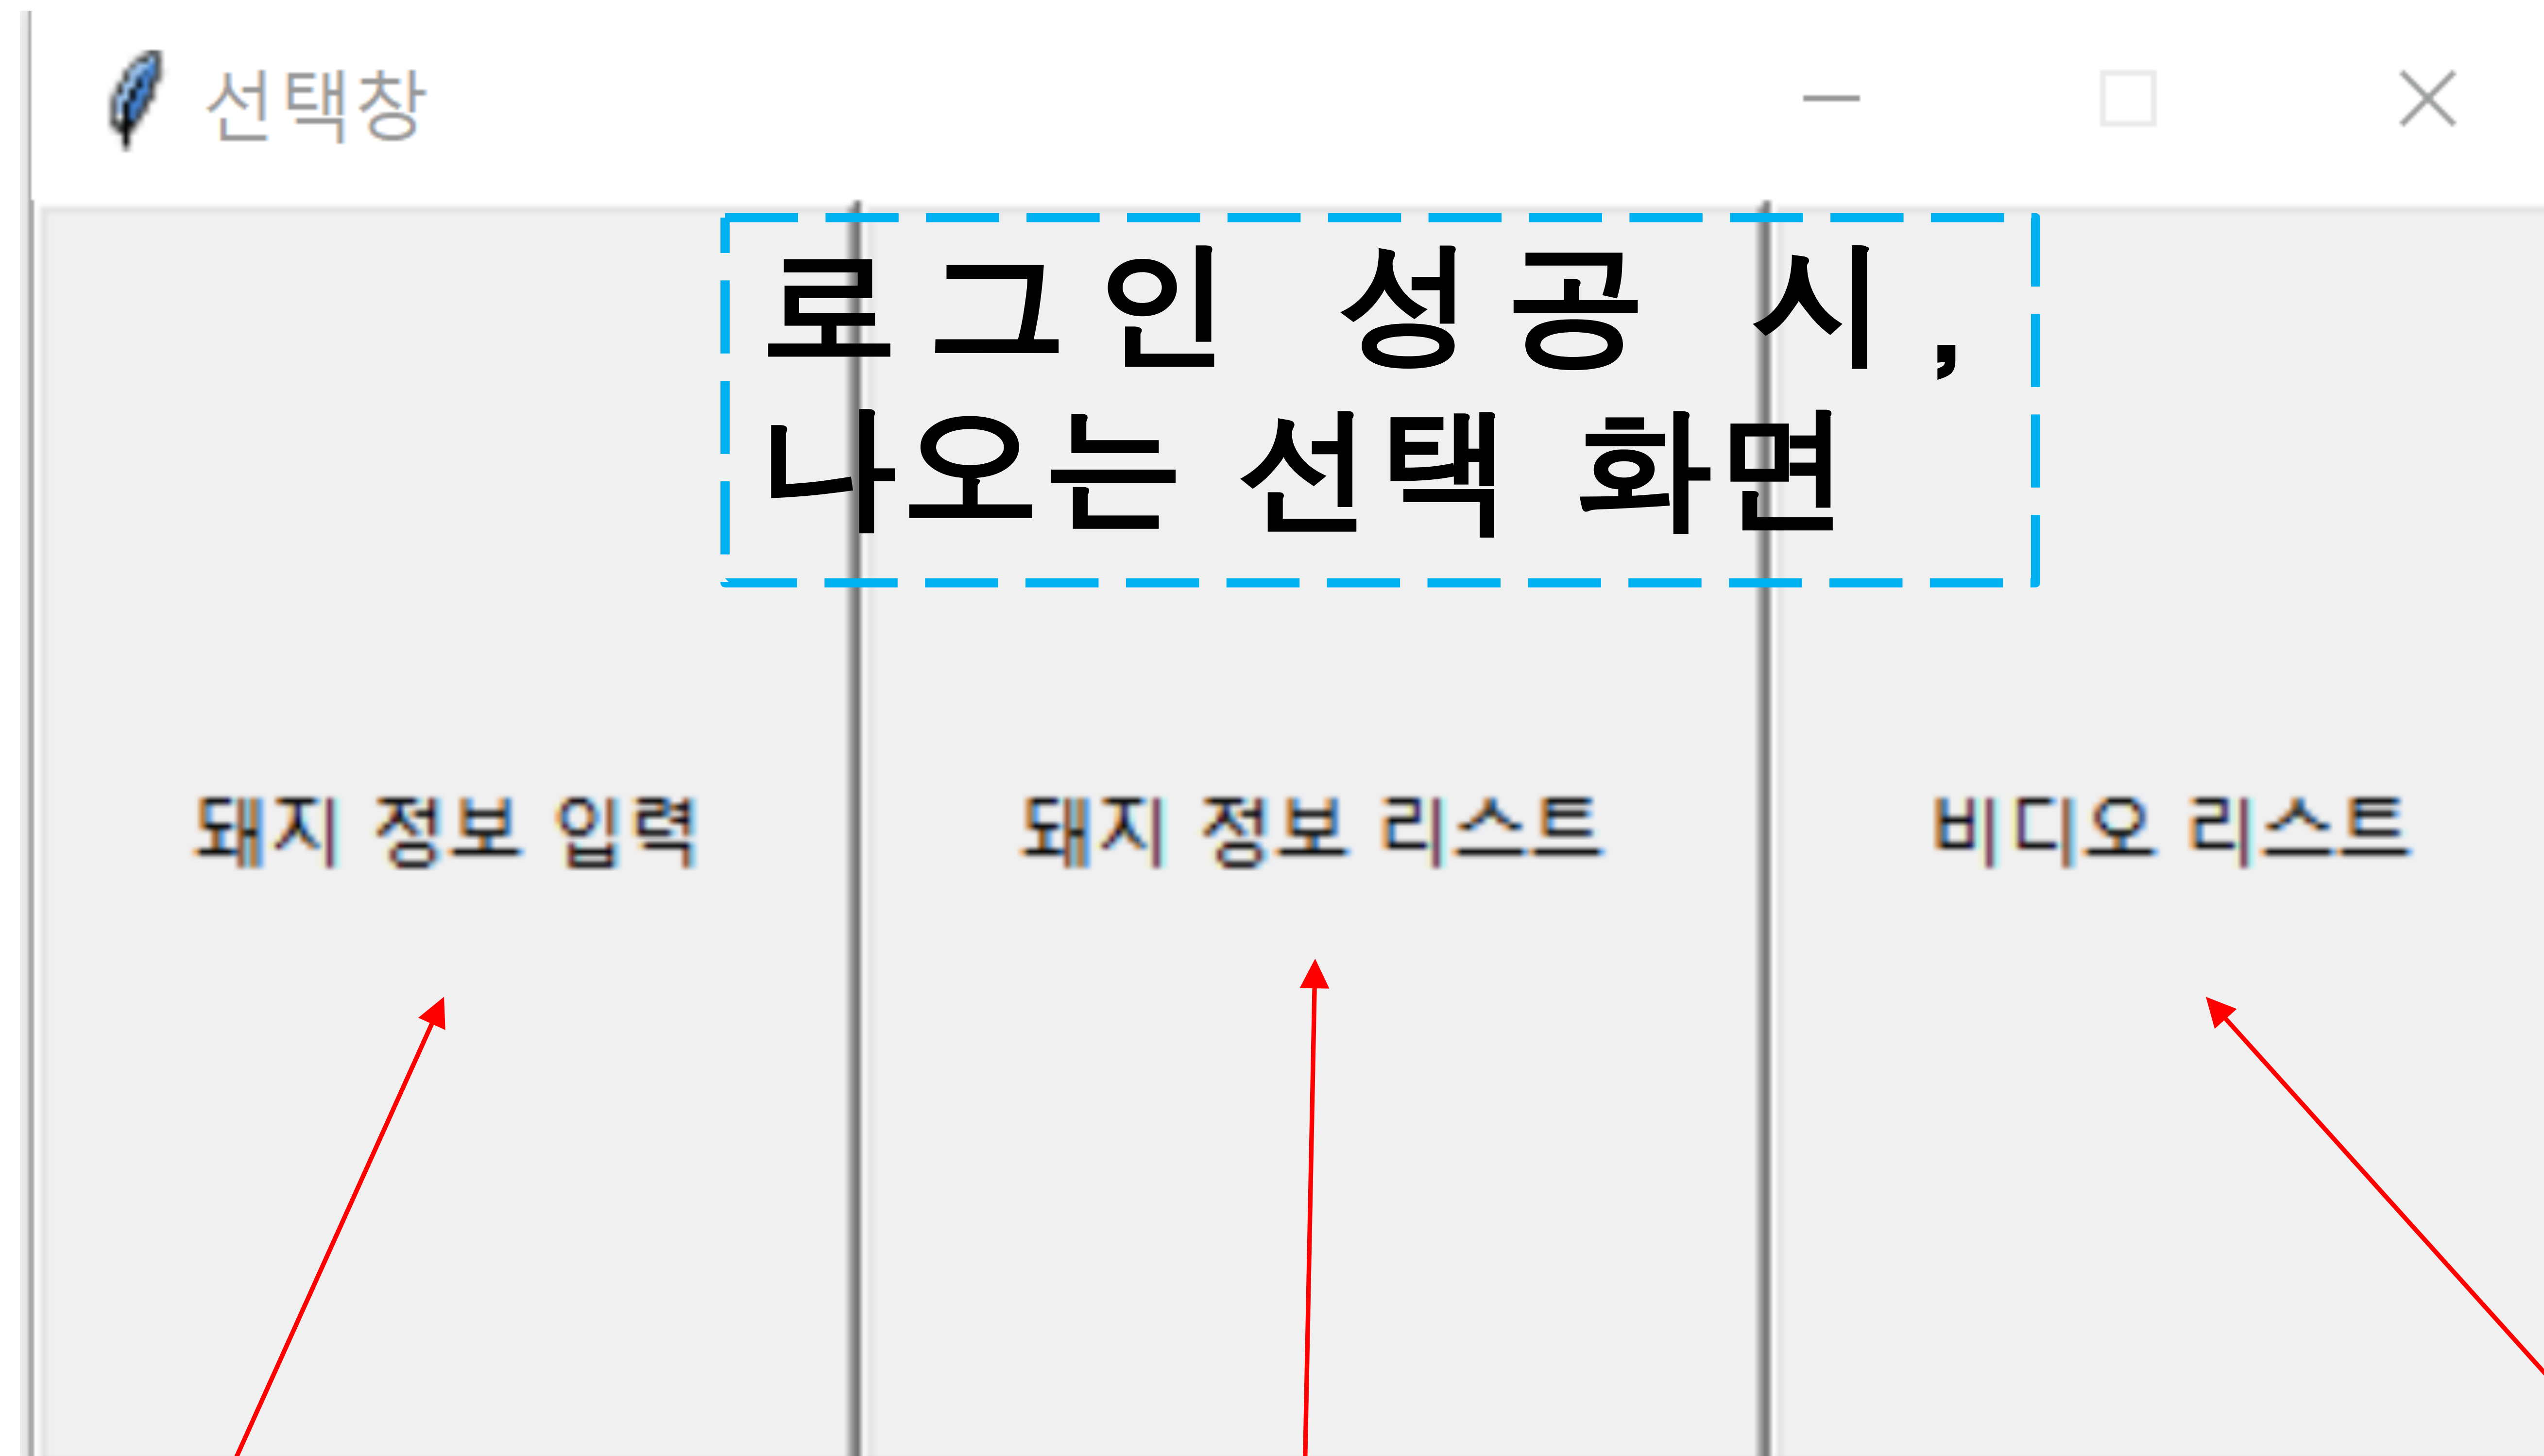 선택창
로그인 성공 시,
나오는 선택 화면
돼지 정보 입력
돼지 정보 리스트
비디오 리스트